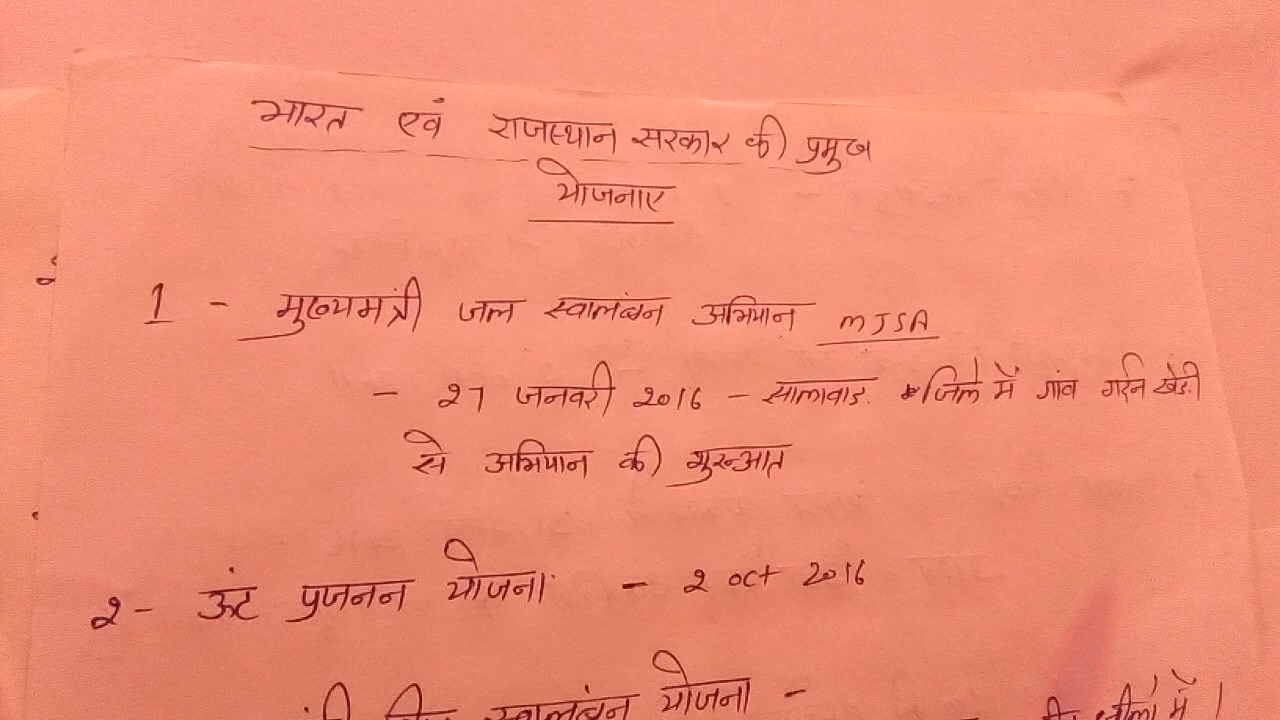 भारत एवं राजस्थान सरकार की प्रमुख
योजनाए
1 - मुख्यमंत्री जल स्वालंबन अभियान MJSA
- 27 जनवरी 2016 - सालावाड. जिले में गांव गर्दन खेडी
से अभियान की शुरुआत
2 - ऊंट प्रजनन योजना - 2 oct 2016
स्वालंबन योजना - में।